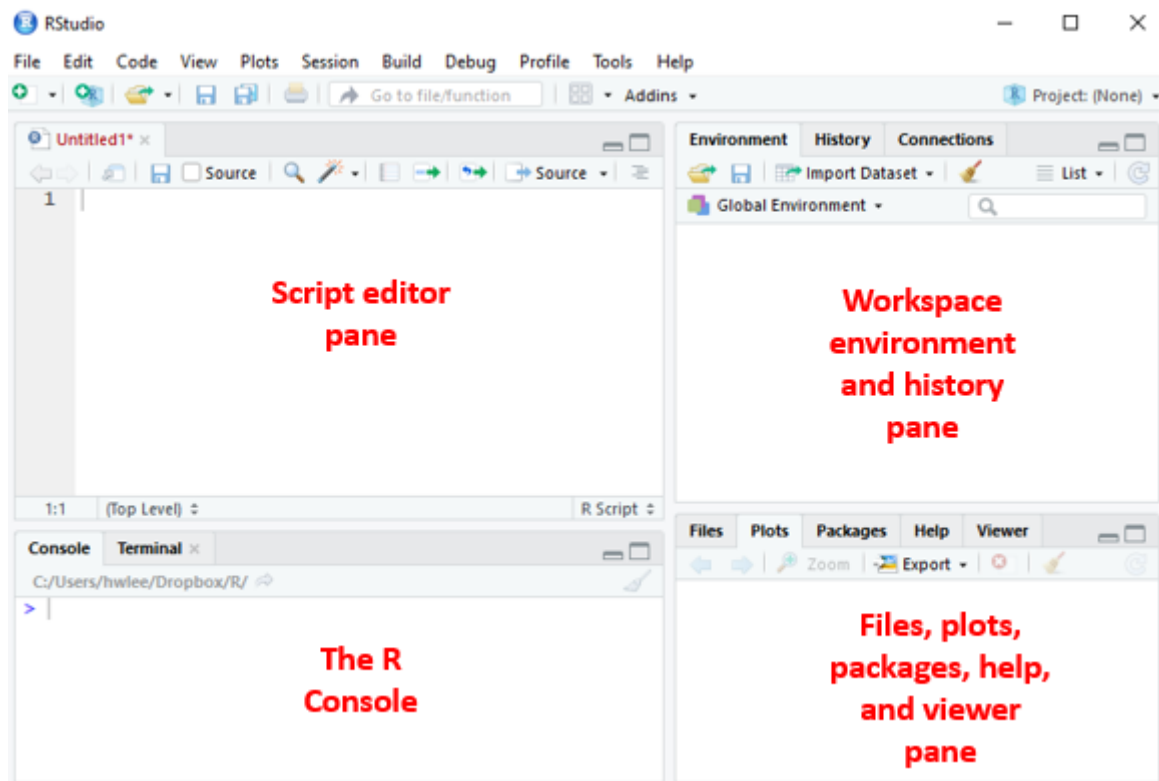 RStudio
File Edit Code View Plots Session Build Debug Profile Tools Help
Go to file/function Addins Project: (None)
Untitled1*
Source Source
1
Script editor
pane
1:1 (Top Level) R Script
Console Terminal
C:/Users/hwlee/Dropbox/R/
>
The R
Console
Environment History Connections
Import Dataset List
Global Environment
Workspace
environment
and history
pane
Files Plots Packages Help Viewer
Zoom Export
Files, plots,
packages, help,
and viewer
pane